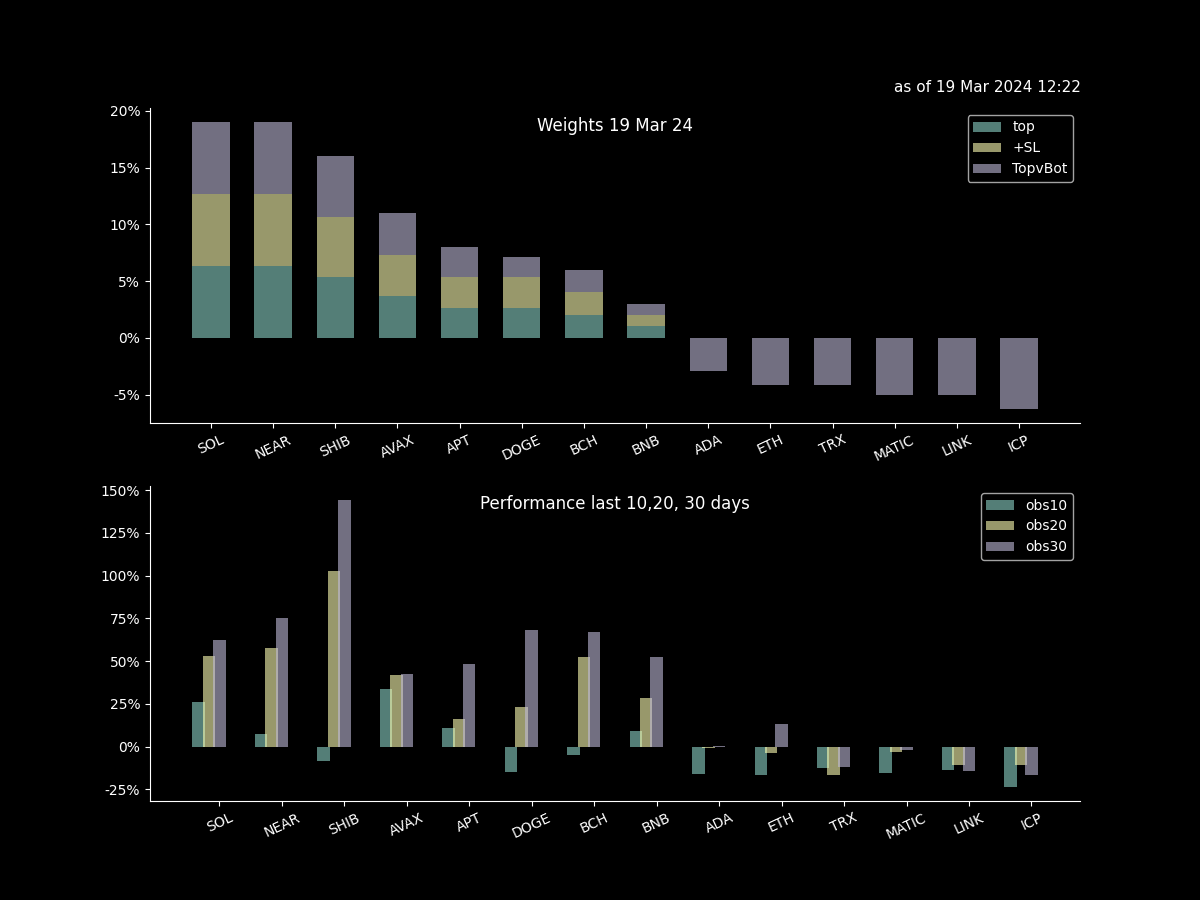 as of 19 Mar 2024 12:22
20%
Weights 19 Mar 24
top
+SL
TopvBot
15%
10%
5%
0%
-5%
SOL NEAR SHIB AVAX APT DOGE BCH BNB ADA ETH TRX MATIC LINK ICP
150%
Performance last 10,20, 30 days
obs10
obs20
obs30
125%
100%
75%
50%
25%
0%
-25%
SOL NEAR SHIB AVAX APT DOGE BCH BNB ADA ETH TRX MATIC LINK ICP